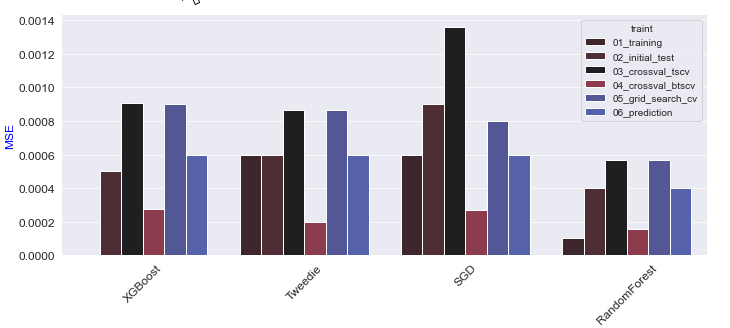 0.0014
0.0012
0.0010
0.0008
0.0006
0.0004
0.0002
0.0000
MSE
traint
01_training
02_initial_test
03_crossval_tscv
04_crossval_btscv
05_grid_search_cv
06_prediction
XGBoost
Tweedie
SGD
RandomForest